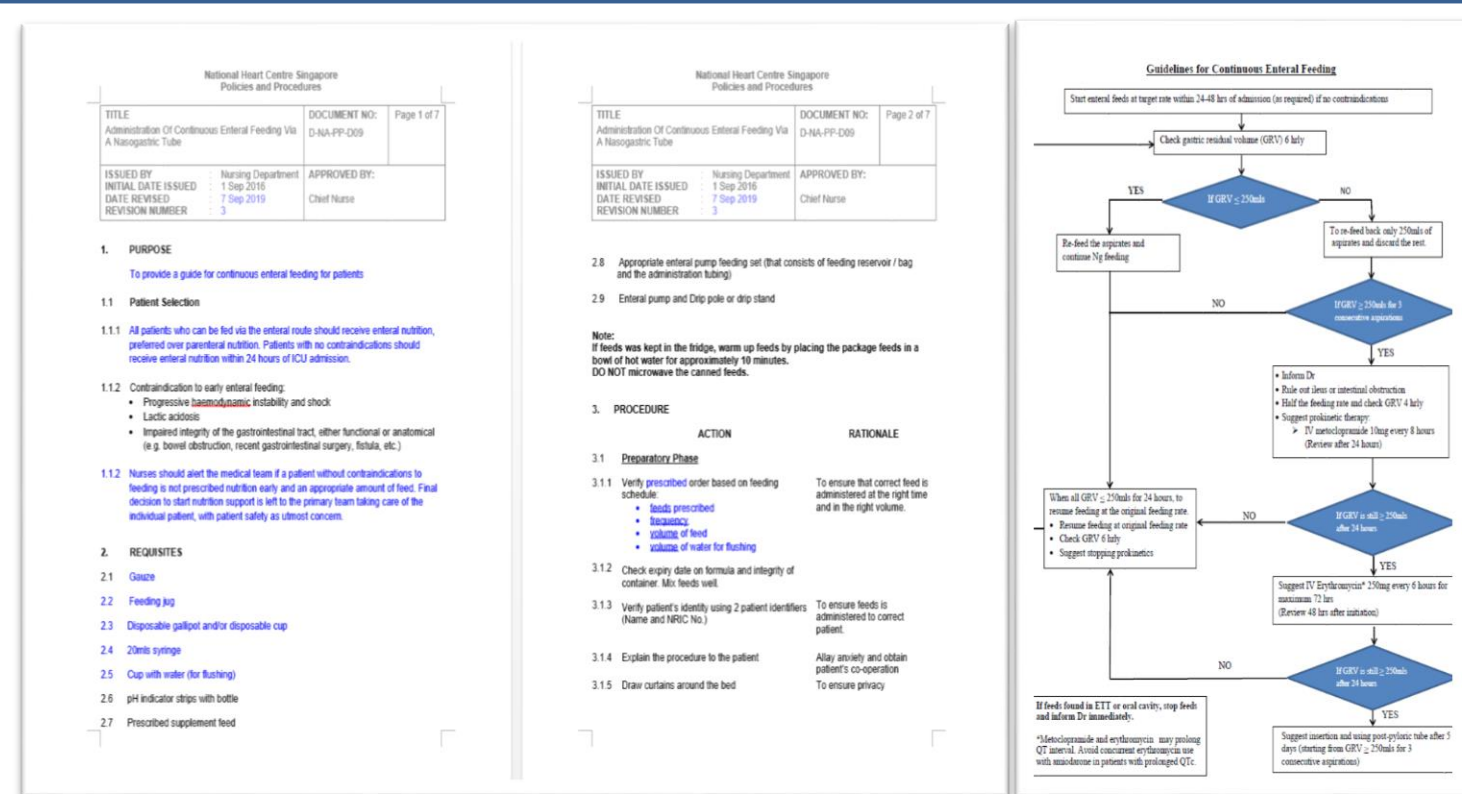 National Heart Centre Singapore
Policies and Procedures
TITLE
Administration Of Continuous Enteral Feeding Via
A Nasogastric Tube
DOCUMENT NO:
D-NA-PP-D09
Page 1 of 7
ISSUED BY : Nursing Department
INITIAL DATE ISSUED : 1 Sep 2016
DATE REVISED : 7 Sep 2019
REVISION NUMBER : 3
APPROVED BY:
Chief Nurse
1. PURPOSE
To provide a guide for continuous enteral feeding for patients
1.1 Patient Selection
1.1.1 All patients who can be fed via the enteral route should receive enteral nutrition,
preferred over parenteral nutrition. Patients with no contraindications should
receive enteral nutrition within 24 hours of ICU admission.
1.1.2 Contraindication to early enteral feeding:
• Progressive haemodynamic instability and shock
• Lactic acidosis
• Impaired integrity of the gastrointestinal tract, either functional or anatomical
(e.g. bowel obstruction, recent gastrointestinal surgery, fistula, etc.)
1.1.2 Nurses should alert the medical team if a patient without contraindications to
feeding is not prescribed nutrition early and an appropriate amount of feed. Final
decision to start nutrition support is left to the primary team taking care of the
individual patient, with patient safety as utmost concern.
2. REQUISITES
2.1 Gauze
2.2 Feeding jug
2.3 Disposable gallipot and/or disposable cup
2.4 20mls syringe
2.5 Cup with water (for flushing)
2.6 pH indicator strips with bottle
2.7 Prescribed supplement feed
National Heart Centre Singapore
Policies and Procedures
TITLE
Administration Of Continuous Enteral Feeding Via
A Nasogastric Tube
DOCUMENT NO:
D-NA-PP-D09
Page 2 of 7
ISSUED BY : Nursing Department
INITIAL DATE ISSUED : 1 Sep 2016
DATE REVISED : 7 Sep 2019
REVISION NUMBER : 3
APPROVED BY:
Chief Nurse
2.8 Appropriate enteral pump feeding set (that consists of feeding reservoir / bag
and the administration tubing)
2.9 Enteral pump and Drip pole or drip stand
Note:
If feeds was kept in the fridge, warm up feeds by placing the package feeds in a
bowl of hot water for approximately 10 minutes.
DO NOT microwave the canned feeds.
3. PROCEDURE
ACTION RATIONALE
3.1 Preparatory Phase
3.1.1 Verify prescribed order based on feeding
schedule:
• feeds prescribed
• frequency
• volume of feed
• volume of water for flushing
To ensure that correct feed is
administered at the right time
and in the right volume.
3.1.2 Check expiry date on formula and integrity of
container. Mix feeds well.
3.1.3 Verify patient's identity using 2 patient identifiers
(Name and NRIC No.)
To ensure feeds is
administered to correct
patient.
3.1.4 Explain the procedure to the patient
Allay anxiety and obtain
patient's co-operation
3.1.5 Draw curtains around the bed
To ensure privacy
Guidelines for Continuous Enteral Feeding
Start enteral feeds at target rate within 24-48 hrs of admission (as required) if no contraindications
Check gastric residual volume (GRV) 6 hrly
YES
If GRV ≤ 250mls
NO
Re-feed the aspirates and
continue Ng feeding
To re-feed back only 250mls of
aspirates and discard the rest.
NO
If GRV ≥ 250mls for 3
consecutive aspirations
YES
• Inform Dr
• Rule out ileus or intestinal obstruction
• Half the feeding rate and check GRV 4 hrly
• Suggest prokinetic therapy:
➢ IV metoclopramide 10mg every 8 hours
(Review after 24 hours)
When all GRV ≤ 250mls for 24 hours, to
resume feeding at the original feeding rate.
• Resume feeding at original feeding rate
• Check GRV 6 hrly
• Suggest stopping prokinetics
NO
If GRV is still ≥ 250mls
after 24 hours
YES
Suggest IV Erythromycin* 250mg every 6 hours for
maximum 72 hrs
(Review 48 hrs after initiation)
NO
If GRV is still ≥ 250mls
after 24 hours
YES
If feeds found in ETT or oral cavity, stop feeds
and inform Dr immediately.
*Metoclopramide and erythromycin may prolong
QT interval. Avoid concurrent erythromycin use
with amiodarone in patients with prolonged QTc.
Suggest insertion and using post-pyloric tube after 5
days (starting from GRV ≥ 250mls for 3
consecutive aspirations)